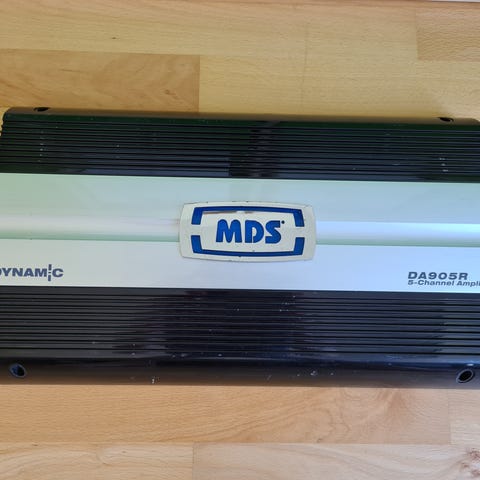 MDS
DYNAMIC
DA905R
5-Channel Ampli